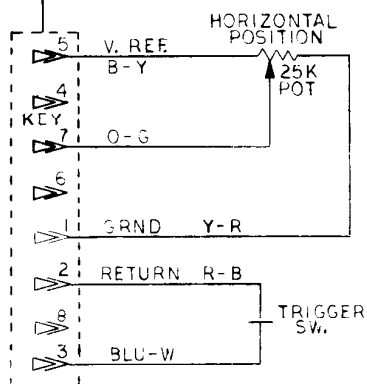 HORIZONTAL
POSITION
5 V. REF.
B-Y
25K
POT
4
KEY
7 O-G
6
1 GRND Y-R
2 RETURN R-B
TRIGGER
SW.
8
3 BLU-W